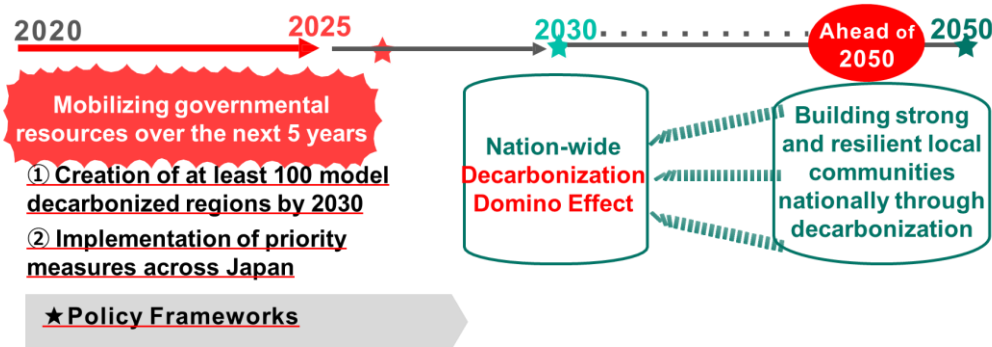 2020
2025
2030
Ahead of
2050
2050
Mobilizing governmental
resources over the next 5 years
① Creation of at least 100 model
decarbonized regions by 2030
② Implementation of priority
measures across Japan
★Policy Frameworks
Nation-wide
Decarbonization
Domino Effect
Building strong
and resilient local
communities
nationally through
decarbonization